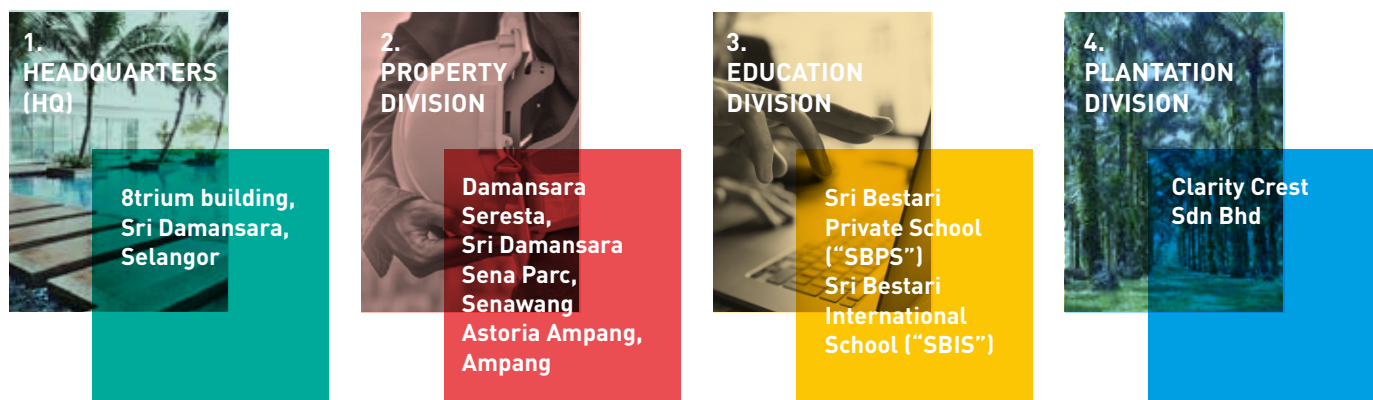 1.
HEADQUARTERS
(HQ)
8trium building,
Sri Damansara,
Selangor
2.
PROPERTY
DIVISION
Damansara
Seresta,
Sri Damansara
Sena Parc,
Senawang
Astoria Ampang,
Ampang
3.
EDUCATION
DIVISION
Sri Bestari
Private School
(“SBPS”)
Sri Bestari
International
School (“SBIS”)
4.
PLANTATION
DIVISION
Clarity Crest
Sdn Bhd